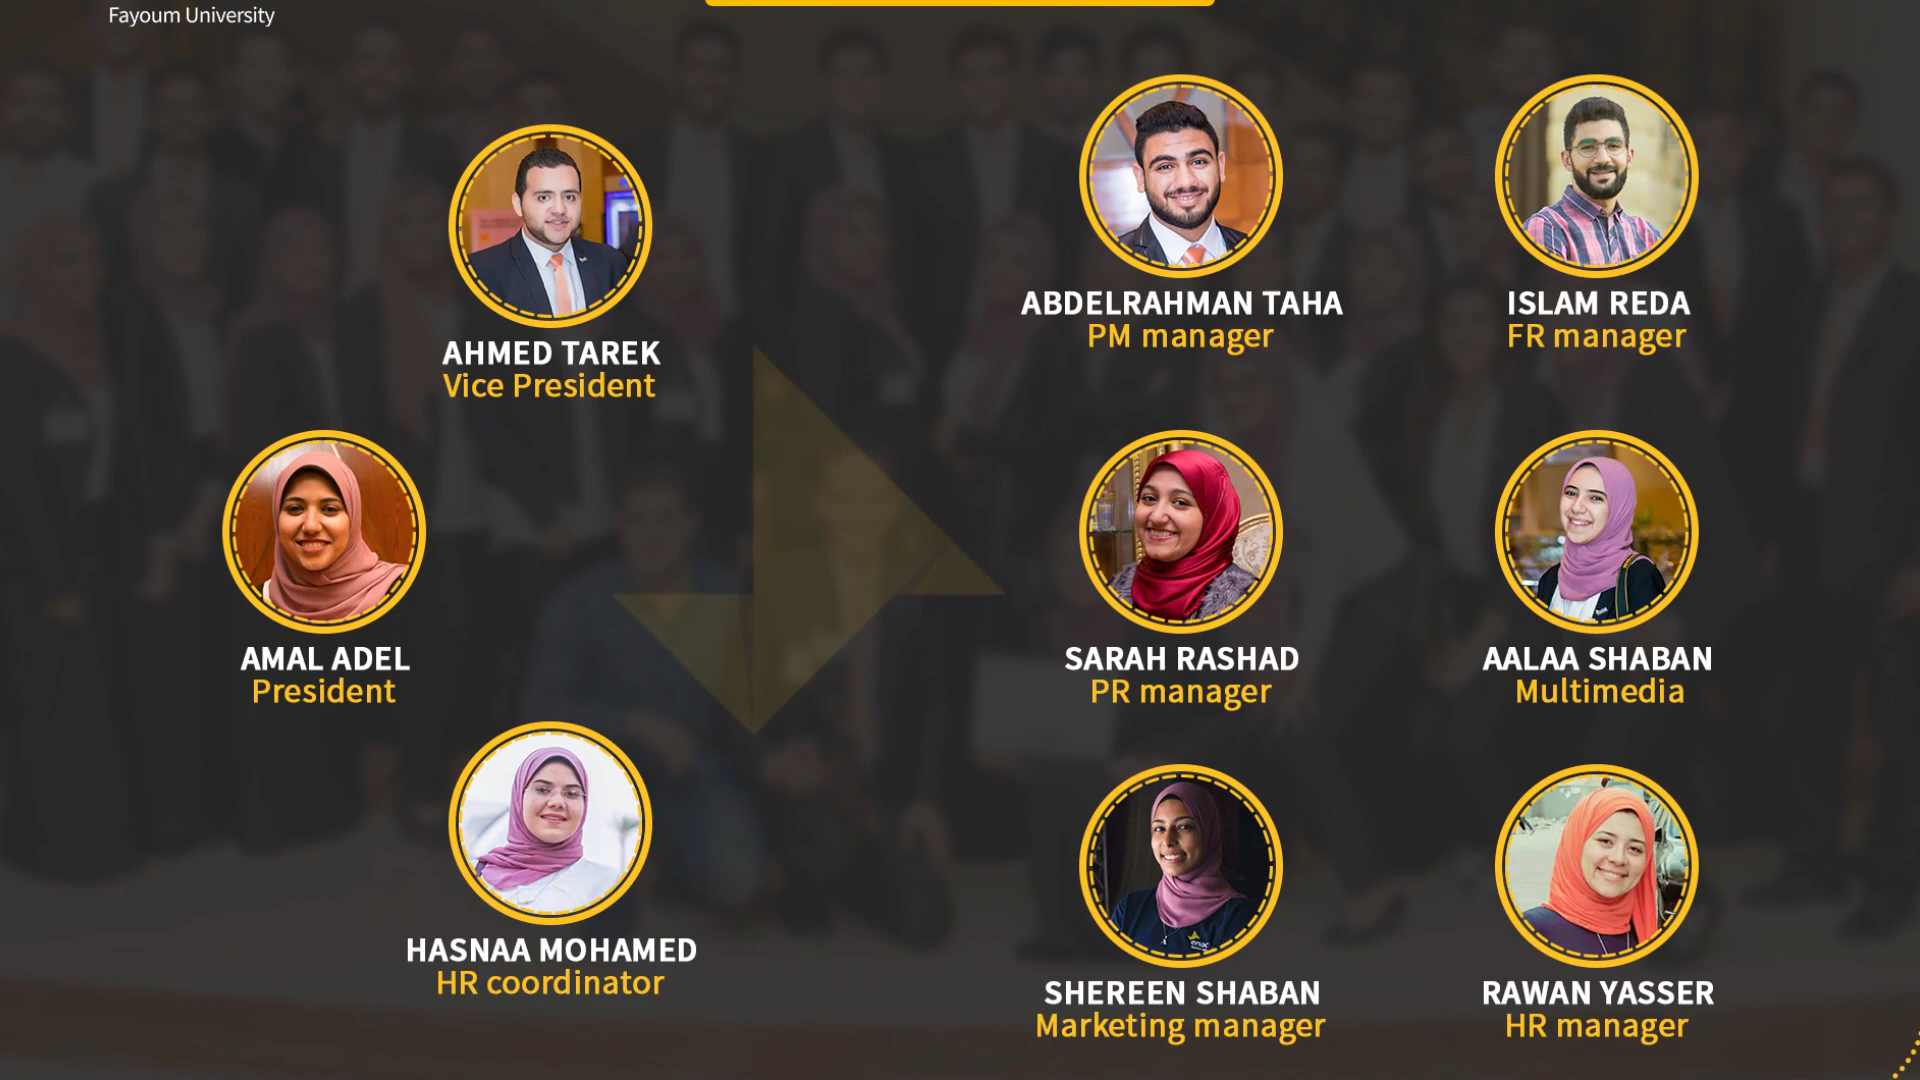 Fayoum University
AHMED TAREK
Vice President
AMAL ADEL
President
HASNAA MOHAMED
HR coordinator
ABDELRAHMAN TAHA
PM manager
ISLAM REDA
FR manager
SARAH RASHAD
PR manager
AALAA SHABAN
Multimedia
SHEREEN SHABAN
Marketing manager
RAWAN YASSER
HR manager